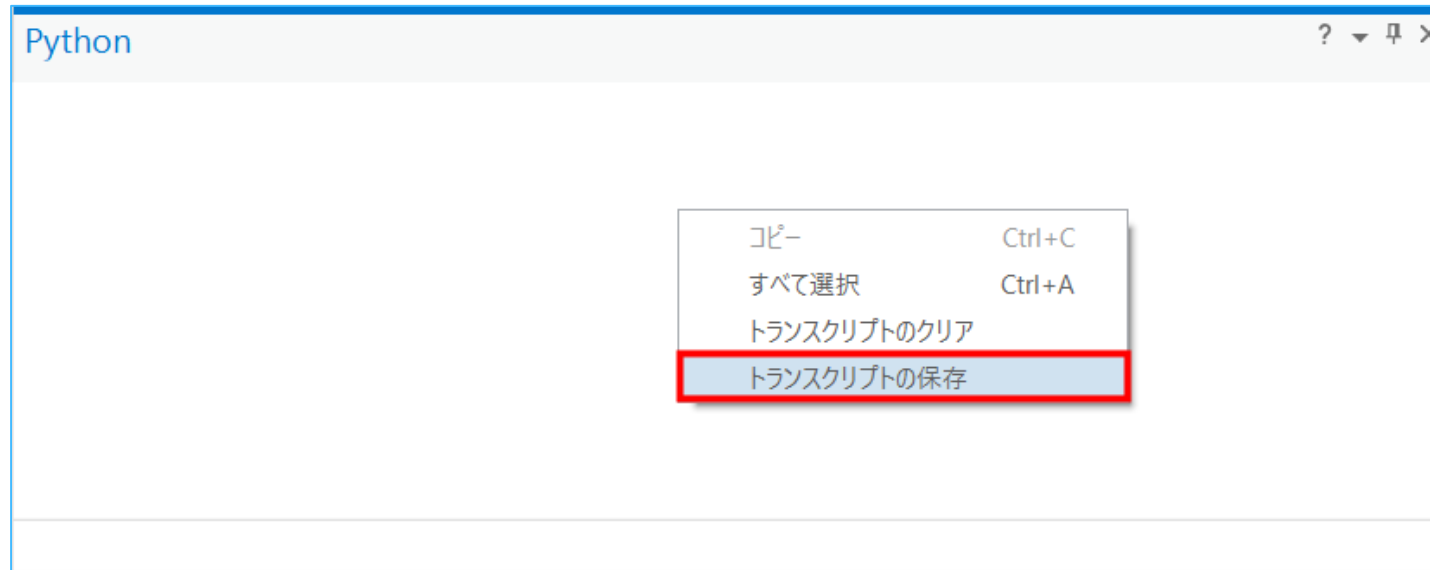 Python
コピー Ctrl+C
すべて選択 Ctrl+A
トランスクリプトのクリア
トランスクリプトの保存